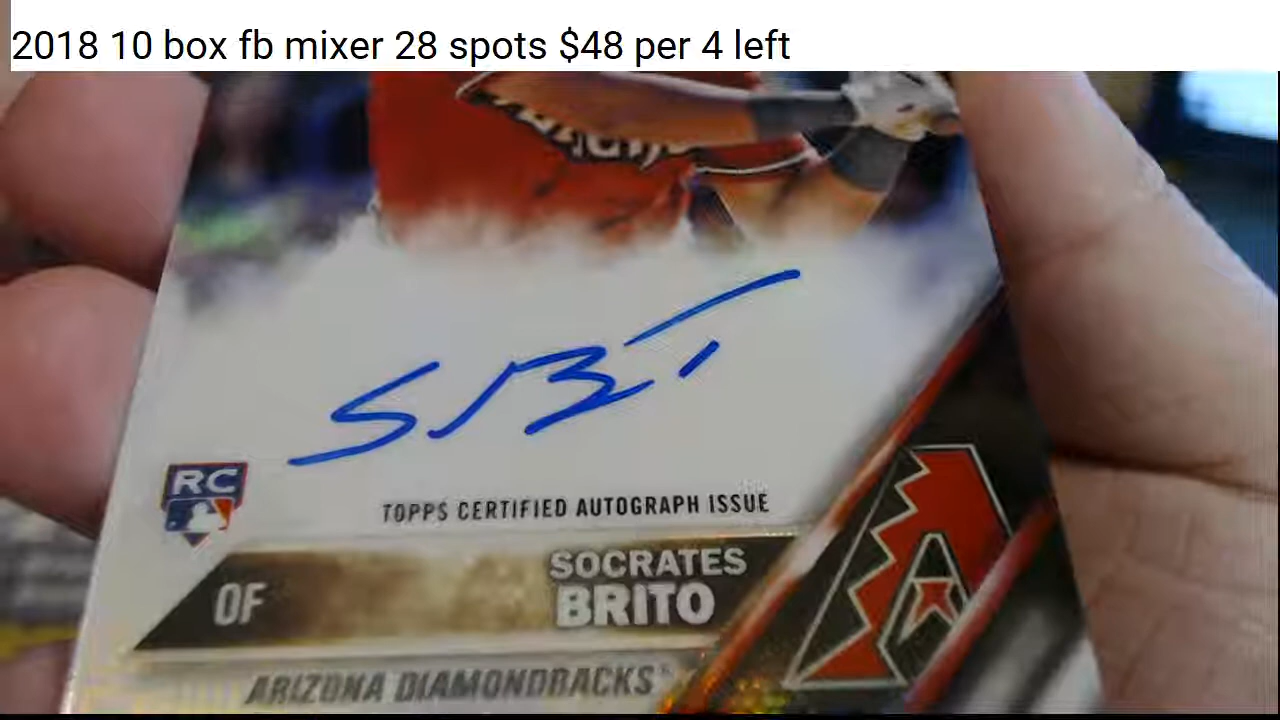 2018 10 box fb mixer 28 spots $48 per 4 left
RC
TOPPS CERTIFIED AUTOGRAPH ISSUE
SOCRATES
OF BRITO
ARIZONA DIAMONDBACKS